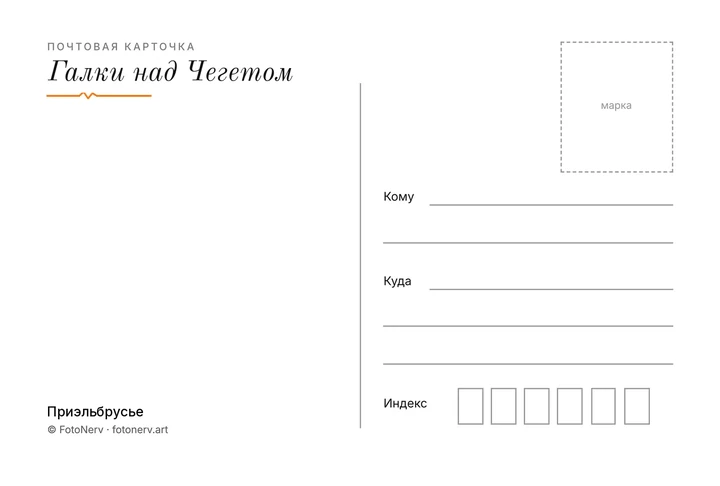 ПОЧТОВАЯ КАРТОЧКА
Галки над Чегетом
марка
Кому
Куда
Индекс
Приэльбрусье
© FotoNerv · fotonerv.art